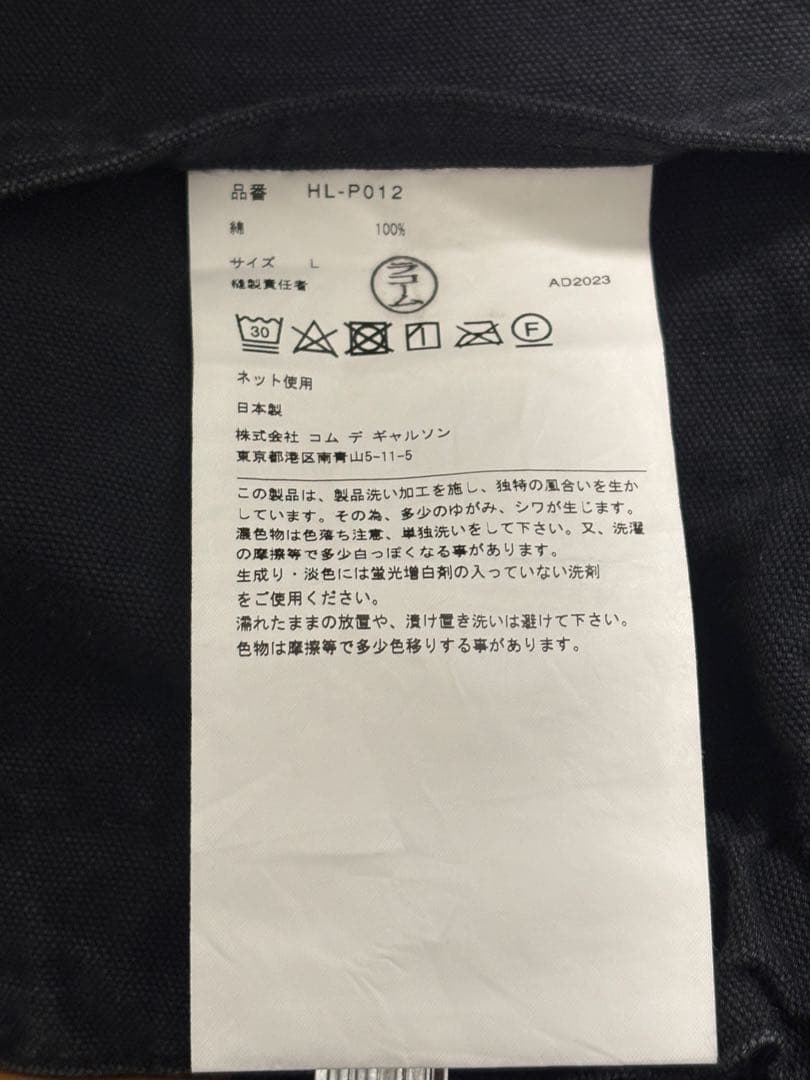 品番 HL-P012
綿 100%
サイズ L
縫製責任者 AD2023
30 F
ネット使用
日本製
株式会社 コム デ ギャルソン
東京都港区南青山5-11-5
この製品は、製品洗い加工を施し、独特の風合いを生か
しています。その為、多少のゆがみ、シワが生じます。
濃色物は色落ち注意、単独洗いをして下さい。又、洗濯
の摩擦等で多少白っぽくなる事があります。
生成り・淡色には蛍光増白剤の入っていない洗剤
をご使用ください。
濡れたままの放置や、漬け置き洗いは避けて下さい。
色物は摩擦等で多少色移りする事があります。